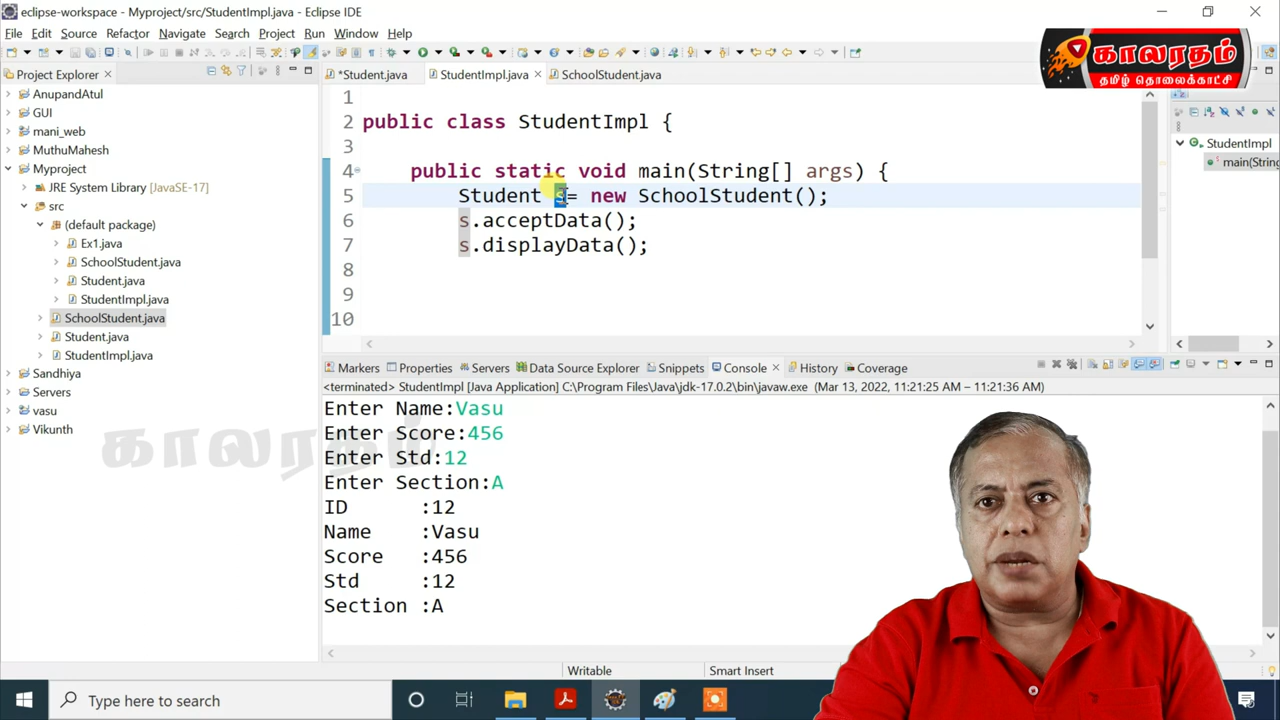 eclipse-workspace - Myproject/src/StudentImpl.java - Eclipse IDE
File Edit Source Refactor Navigate Search Project Run Window Help
காலரதம்
தமிழ் தொலைக்காட்சி
Project Explorer
*Student.java
StudentImpl.java
SchoolStudent.java
AnupandAtul
GUI
mani_web
MuthuMahesh
Myproject
JRE System Library [JavaSE-17]
src
(default package)
Ex1.java
SchoolStudent.java
Student.java
StudentImpl.java
SchoolStudent.java
Student.java
StudentImpl.java
Sandhiya
Servers
vasu
Vikunth
1
2 public class StudentImpl {
3
4 public static void main(String[] args) {
5 Student s= new SchoolStudent();
6 s.acceptData();
7 s.displayData();
8
9
10
StudentImpl
main(String
Markers Properties Servers Data Source Explorer Snippets Console History Coverage
<terminated> StudentImpl [Java Application] C:\Program Files\Java\jdk-17.0.2\bin\javaw.exe (Mar 13, 2022, 11:21:25 AM – 11:21:36 AM)
Enter Name:Vasu
Enter Score:456
Enter Std:12
Enter Section:A
ID :12
Name :Vasu
Score :456
Std :12
Section :A
காலரதம்
Writable
Smart Insert
Type here to search